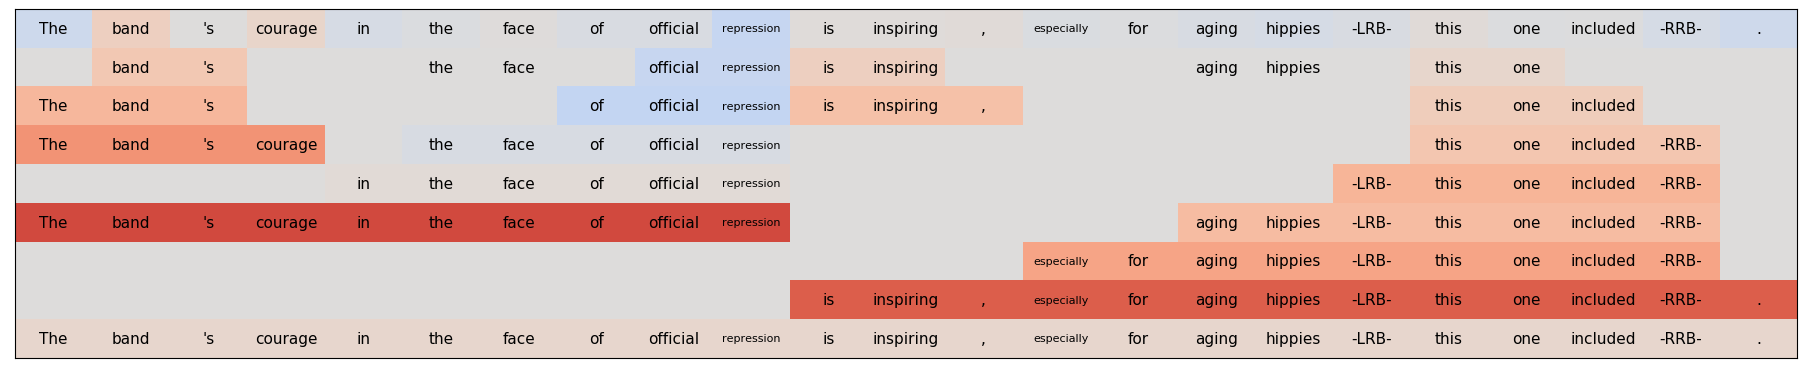 The band 's courage in the face of official repression is inspiring , especially for aging hippies -LRB- this one included -RRB- .
band 's the face official repression is inspiring aging hippies this one
The band 's of official repression is inspiring , this one included
The band 's courage the face of official repression this one included -RRB-
in the face of official repression -LRB- this one included -RRB-
The band 's courage in the face of official repression aging hippies -LRB- this one included -RRB-
especially for aging hippies -LRB- this one included -RRB-
is inspiring , especially for aging hippies -LRB- this one included -RRB- .
The band 's courage in the face of official repression is inspiring , especially for aging hippies -LRB- this one included -RRB- .